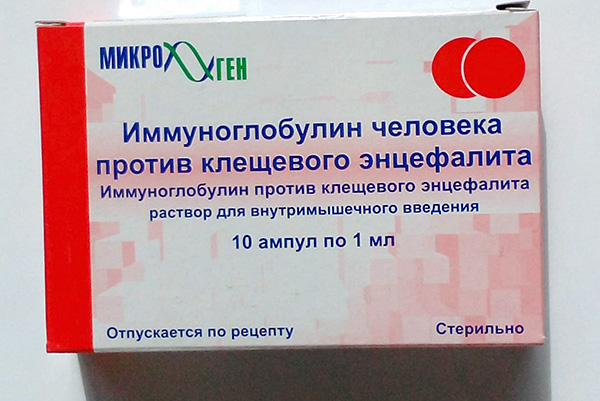 МИКРОГЕН
Иммуноглобулин человека
против клещевого энцефалита
Иммуноглобулин против клещевого энцефалита
раствор для внутримышечного введения
10 ампул по 1 мл
Отпускается по рецепту
Стерильно